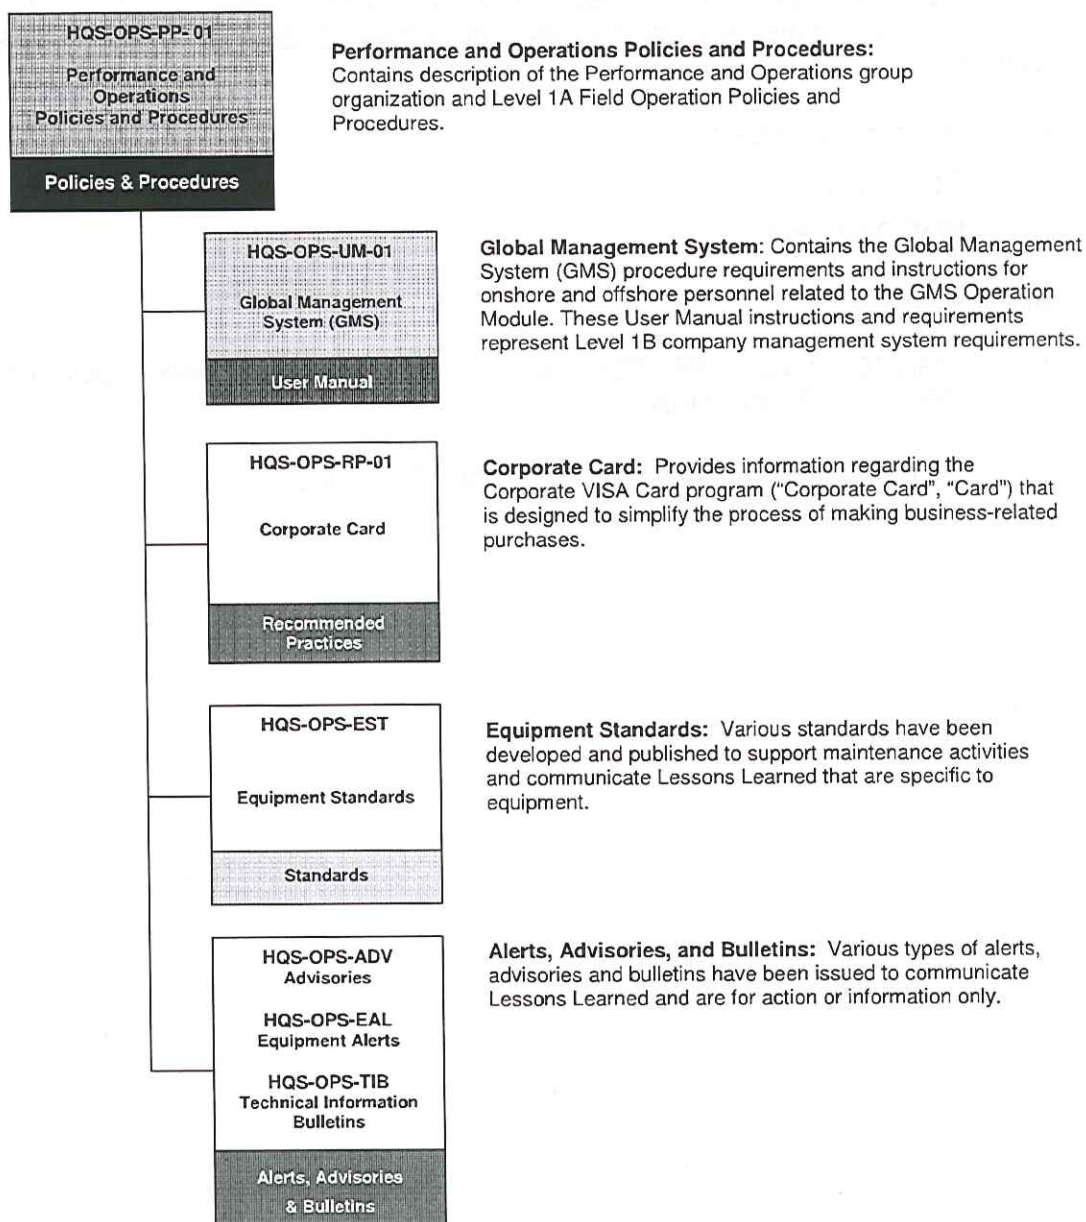 HQS-OPS-PP-01
Performance and
Operations
Policies and Procedures
Policies & Procedures
Performance and Operations Policies and Procedures:
Contains description of the Performance and Operations group
organization and Level 1A Field Operation Policies and
Procedures.
HQS-OPS-UM-01
Global Management
System (GMS)
User Manual
Global Management System: Contains the Global Management
System (GMS) procedure requirements and instructions for
onshore and offshore personnel related to the GMS Operation
Module. These User Manual instructions and requirements
represent Level 1B company management system requirements.
HQS-OPS-RP-01
Corporate Card
Recommended
Practices
Corporate Card: Provides information regarding the
Corporate VISA Card program ("Corporate Card", "Card") that
is designed to simplify the process of making business-related
purchases.
HQS-OPS-EST
Equipment Standards
Standards
Equipment Standards: Various standards have been
developed and published to support maintenance activities
and communicate Lessons Learned that are specific to
equipment.
HQS-OPS-ADV
Advisories
HQS-OPS-EAL
Equipment Alerts
HQS-OPS-TIB
Technical Information
Bulletins
Alerts, Advisories
& Bulletins
Alerts, Advisories, and Bulletins: Various types of alerts,
advisories and bulletins have been issued to communicate
Lessons Learned and are for action or information only.